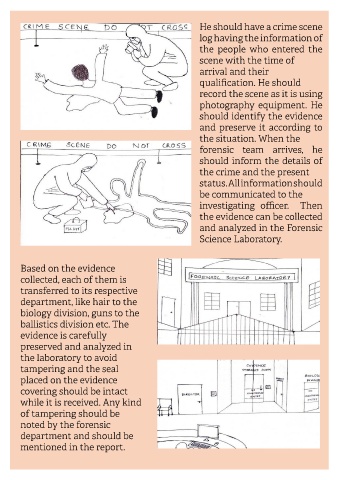 CRIME SCENE DO NOT CROSS
He should have a crime scene
log having the information of
the people who entered the
scene with the time of
arrival and their
qualification. He should
record the scene as it is using
photography equipment. He
should identify the evidence
and preserve it according to
the situation. When the
forensic team arrives, he
should inform the details of
the crime and the present
status. All information should
be communicated to the
investigating officer. Then
the evidence can be collected
and analyzed in the Forensic
Science Laboratory.
CRIME SCENE DO NOT CROSS
Based on the evidence
collected, each of them is
transferred to its respective
department, like hair to the
biology division, guns to the
ballistics division etc. The
evidence is carefully
preserved and analyzed in
the laboratory to avoid
tampering and the seal
placed on the evidence
covering should be intact
while it is received. Any kind
of tampering should be
noted by the forensic
department and should be
mentioned in the report.
FORENSIC SCIENCE LABORATORY
EVIDENCE
DIRECTOR